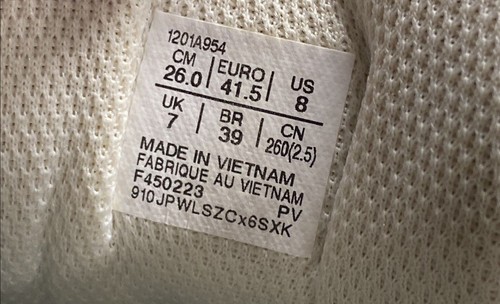 1201A954
CM EURO US
26.0 41.5 8
UK BR CN
7 39 260(2.5)
MADE IN VIETNAM
FABRIQUE AU VIETNAM
F450223 PV
910JPWLSZCx6SXK